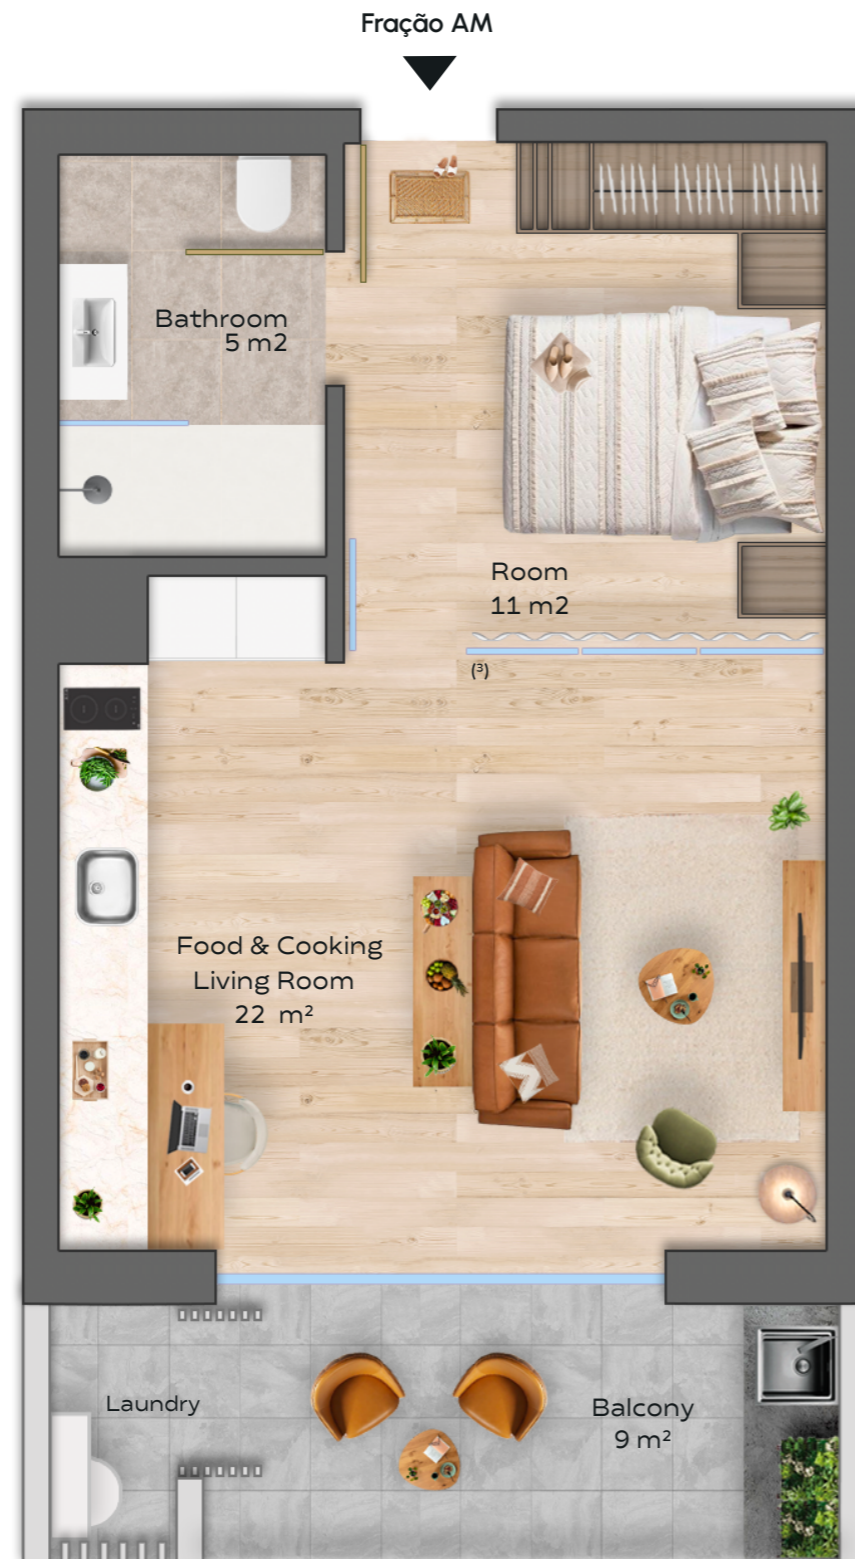 Fração AM
Bathroom
5 m2
Room
11 m2
(³)
Food & Cooking
Living Room
22 m²
Laundry
Balcony
9 m²